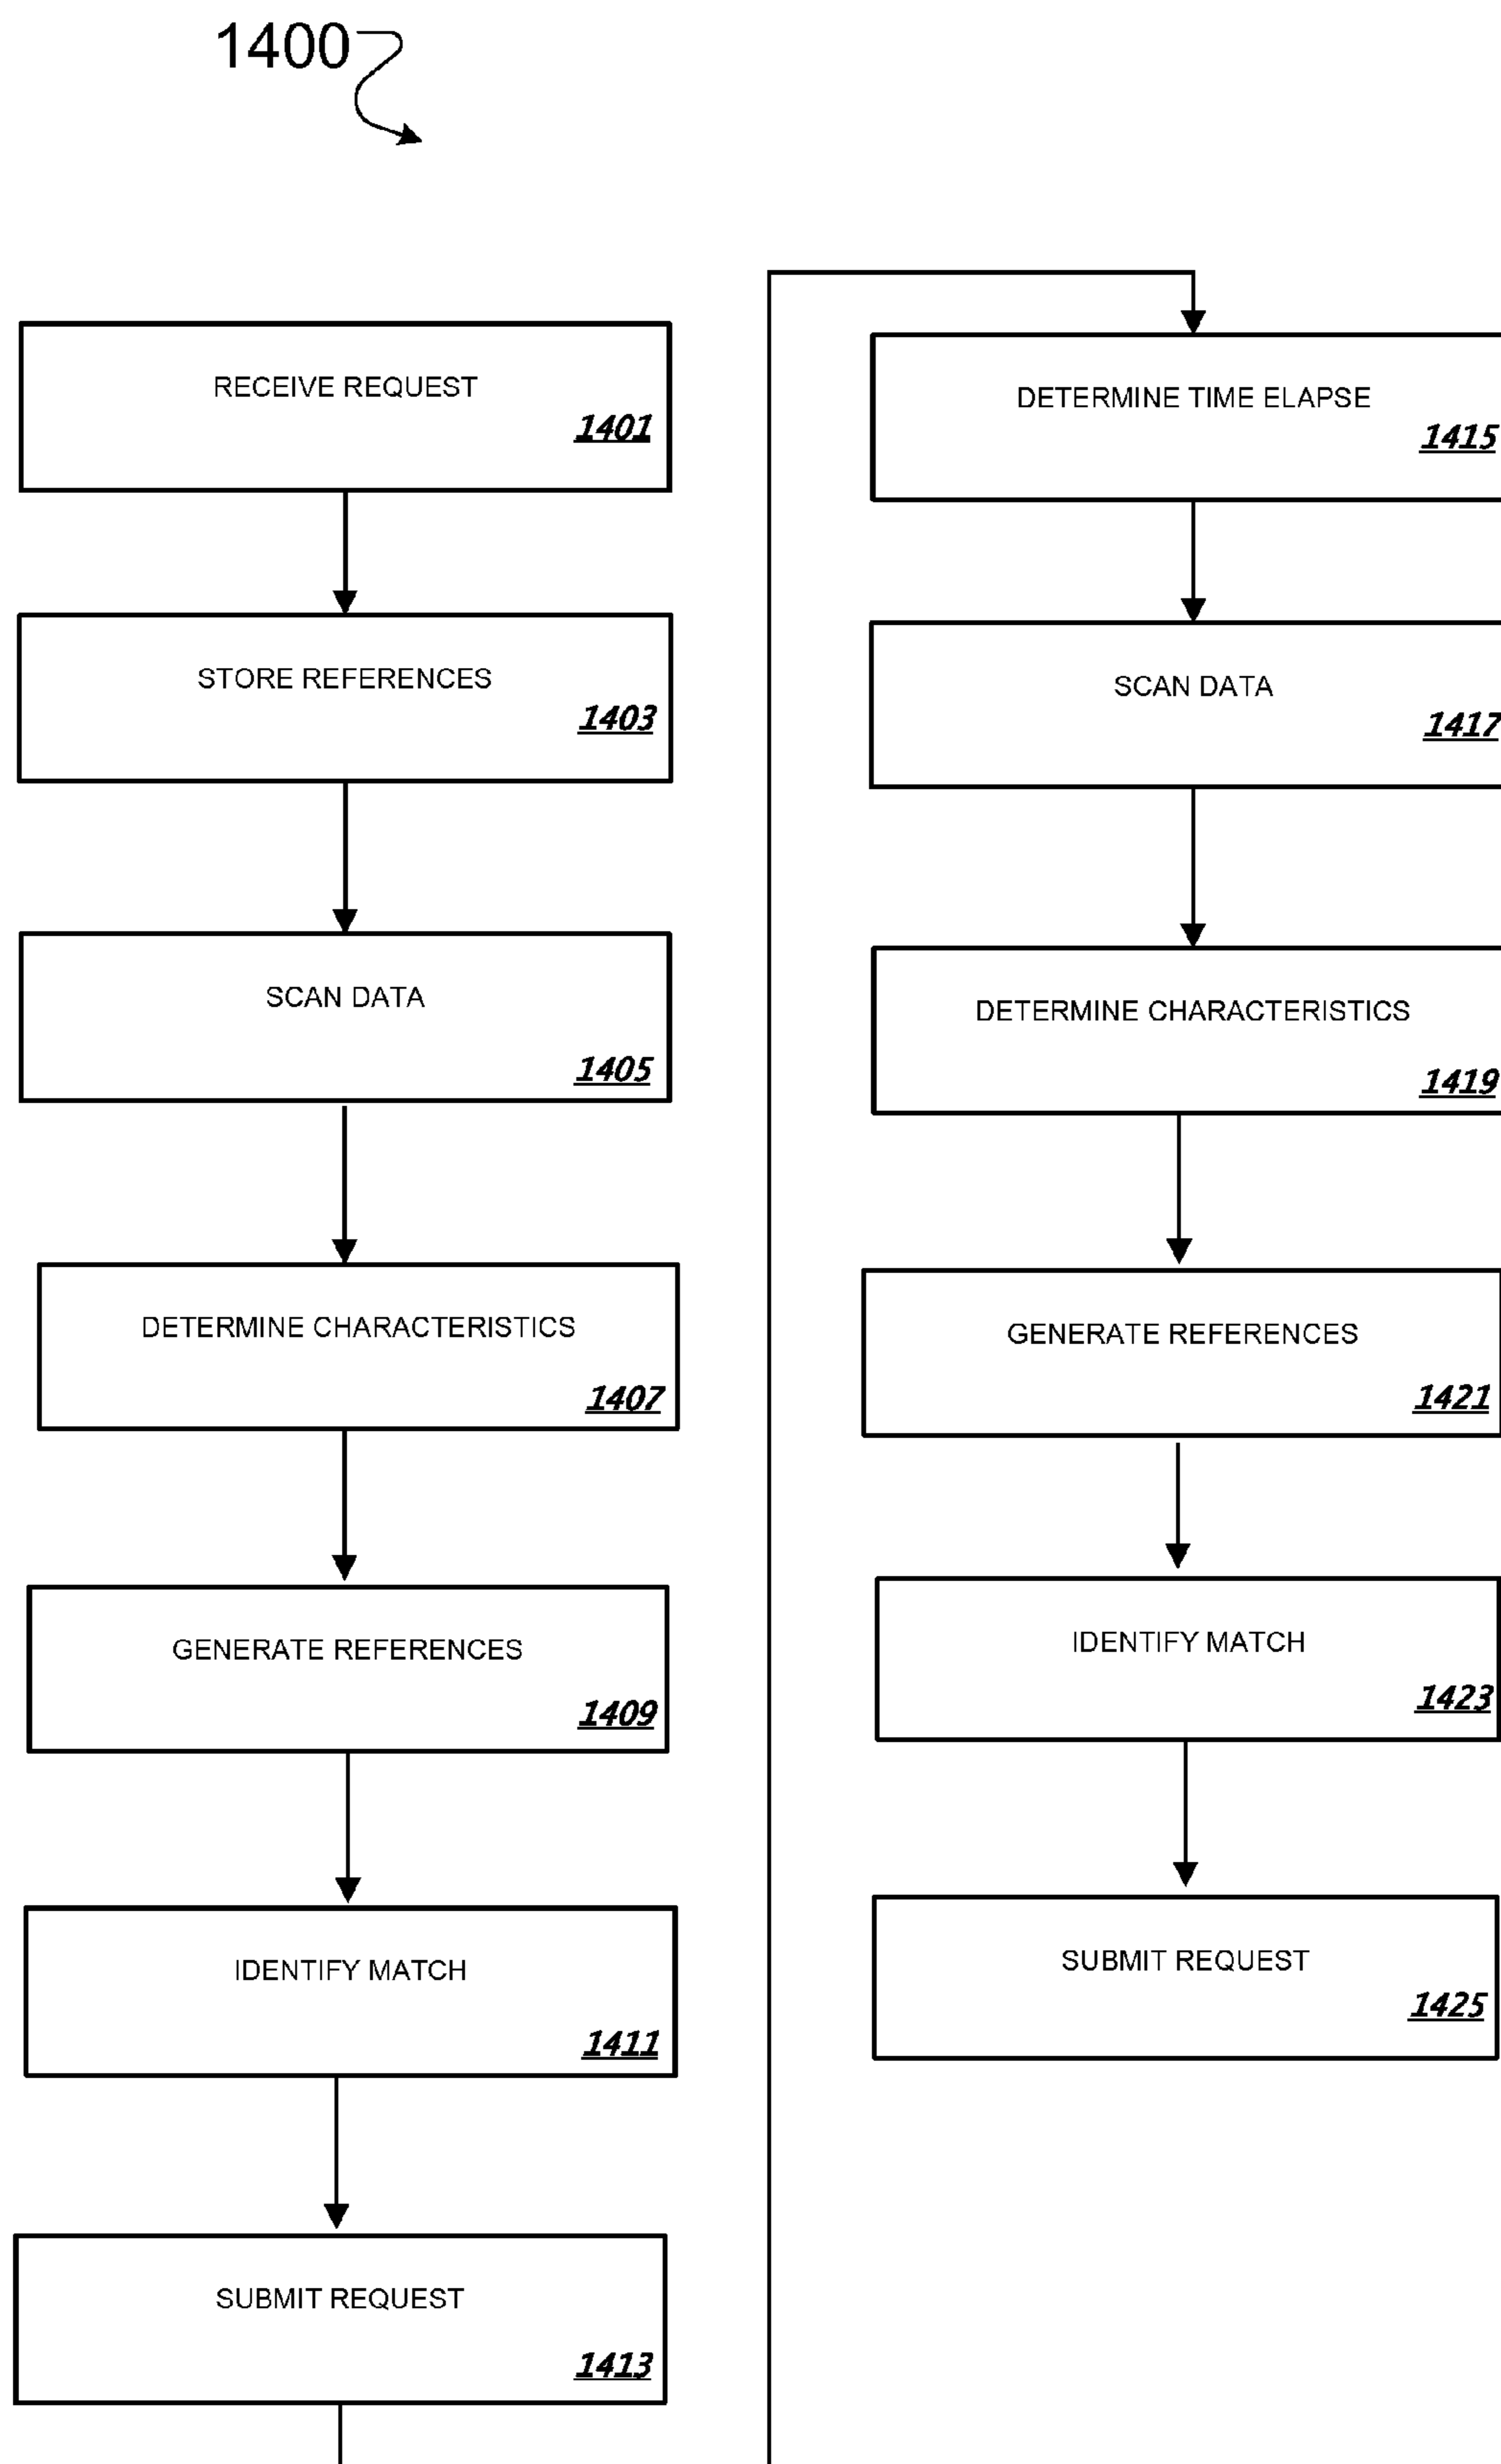 1400
RECEIVE REQUEST
1401
STORE REFERENCES
1403
SCAN DATA
1405
DETERMINE CHARACTERISTICS
1407
GENERATE REFERENCES
1409
IDENTIFY MATCH
1411
SUBMIT REQUEST
1413
DETERMINE TIME ELAPSE
1415
SCAN DATA
1417
DETERMINE CHARACTERISTICS
1419
GENERATE REFERENCES
1421
IDENTIFY MATCH
1423
SUBMIT REQUEST
1425